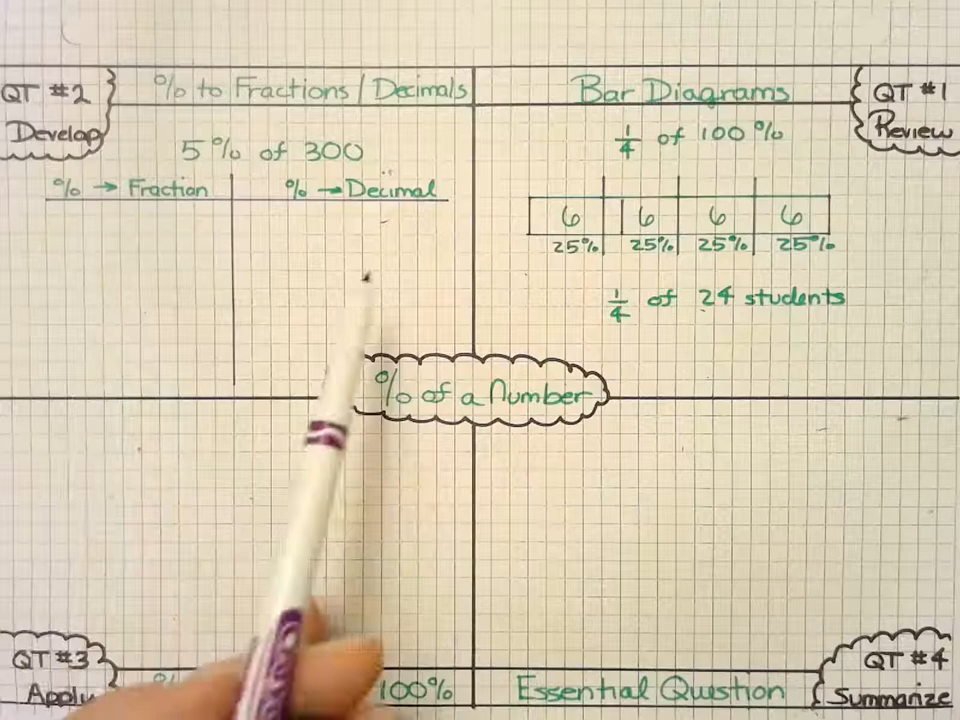 QT #2
Develop
% to Fractions / Decimals
5% of 300
% → Fraction
% → Decimal
Bar Diagrams
QT #1
Review
1/4 of 100%
6 6 6 6
25% 25% 25% 25%
1/4 of 24 students
% of a Number
QT #3
Apply
100%
Essential Question
QT #4
Summarize